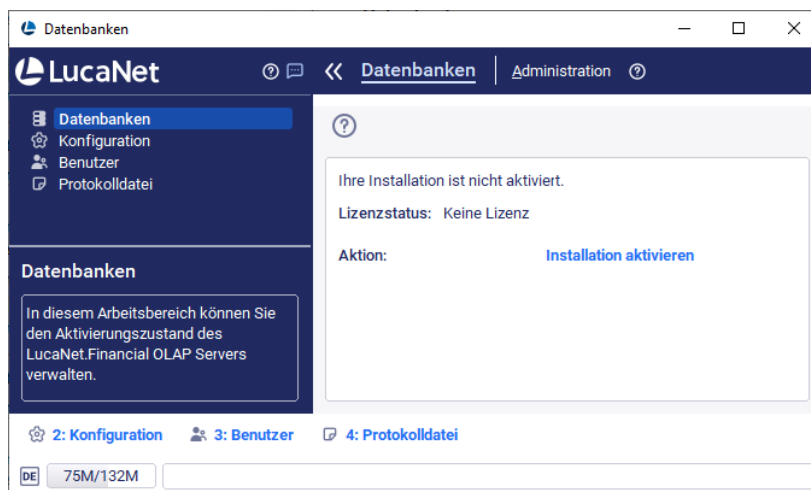 Datenbanken
LucaNet
Datenbanken
Administration
Datenbanken
Konfiguration
Benutzer
Protokolldatei
Datenbanken
In diesem Arbeitsbereich können Sie
den Aktivierungszustand des
LucaNet.Financial OLAP Servers
verwalten.
Ihre Installation ist nicht aktiviert.
Lizenzstatus: Keine Lizenz
Aktion: Installation aktivieren
2: Konfiguration 3: Benutzer 4: Protokolldatei
DE 75M/132M